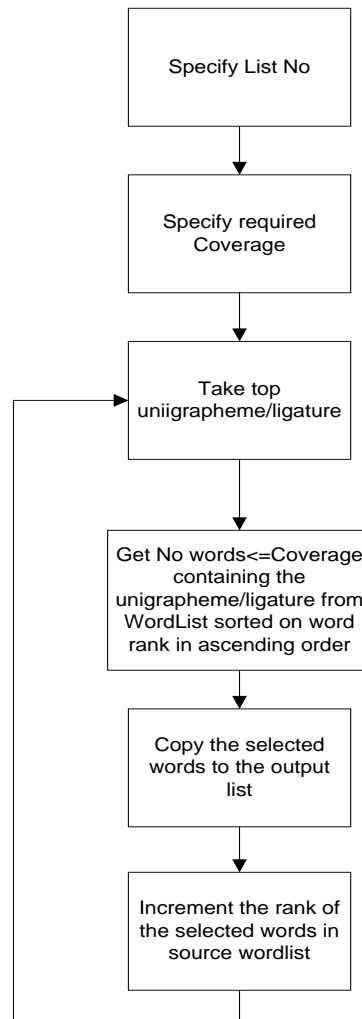 Specify List No
Specify required
Coverage
Take top
uniigrapheme/ligature
Get No words<=Coverage
containing the
unigrapheme/ligature from
WordList sorted on word
rank in ascending order
Copy the selected
words to the output
list
Increment the rank of
the selected words in
source wordlist